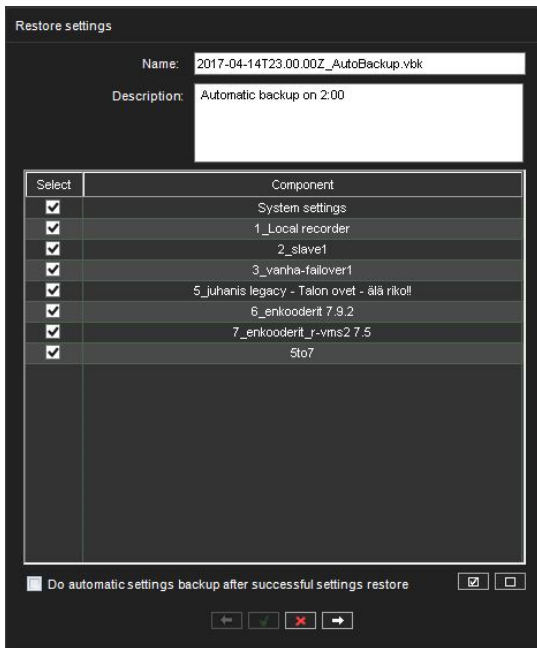 Restore settings
Name: 2017-04-14T23.00.00Z_AutoBackup.vbk
Description: Automatic backup on 2:00
Select Component
System settings
1_Local recorder
2_slave1
3_vanha-failover1
5_juhanis legacy - Talon ovet - älä riko!!
6_enkooderit 7.9.2
7_enkooderit_r-vms2 7.5
5to7
Do automatic settings backup after successful settings restore